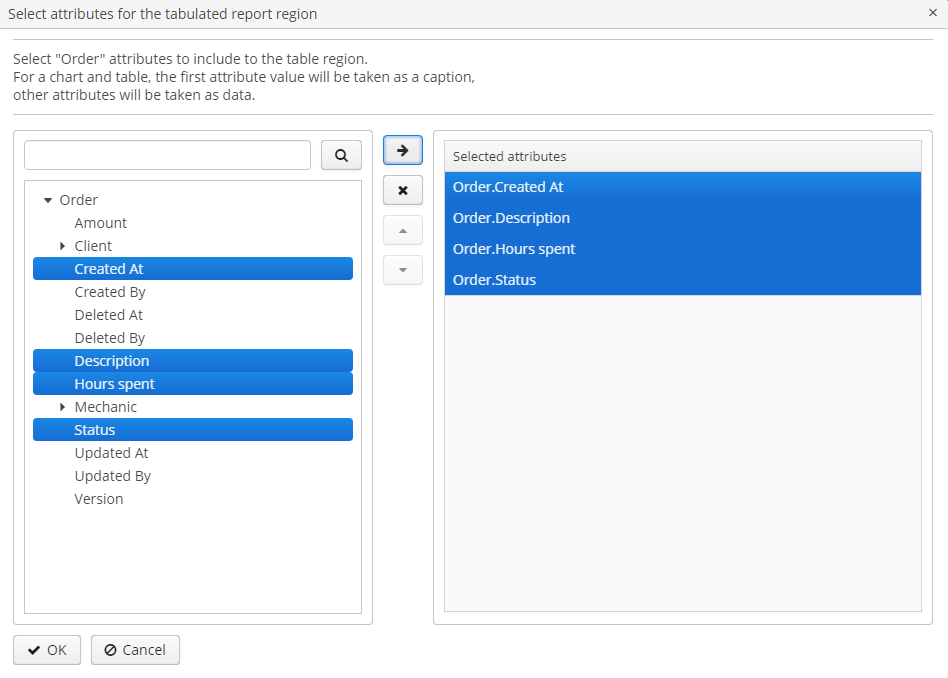 Select attributes for the tabulated report region
Select "Order" attributes to include to the table region.
For a chart and table, the first attribute value will be taken as a caption,
other attributes will be taken as data.
Order
Amount
Client
Created At
Created By
Deleted At
Deleted By
Description
Hours spent
Mechanic
Status
Updated At
Updated By
Version
Selected attributes
Order.Created At
Order.Description
Order.Hours spent
Order.Status
OK
Cancel